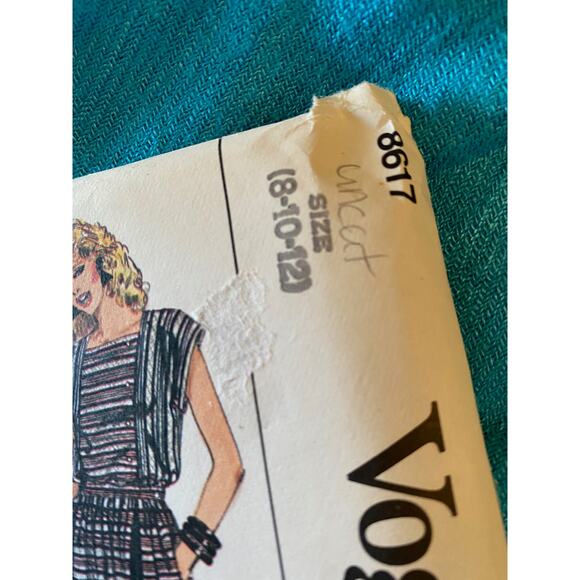 8617
uncut
SIZE
(8-10-12)
Vog